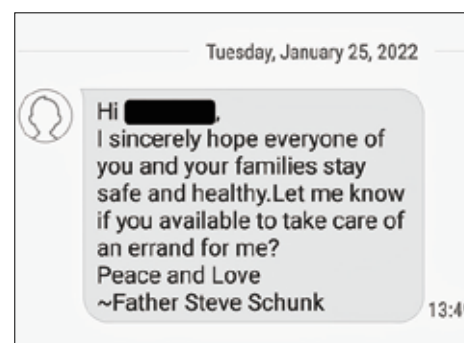 Tuesday, January 25, 2022
Hi ,
I sincerely hope everyone of
you and your families stay
safe and healthy.Let me know
if you available to take care of
an errand for me?
Peace and Love
~Father Steve Schunk